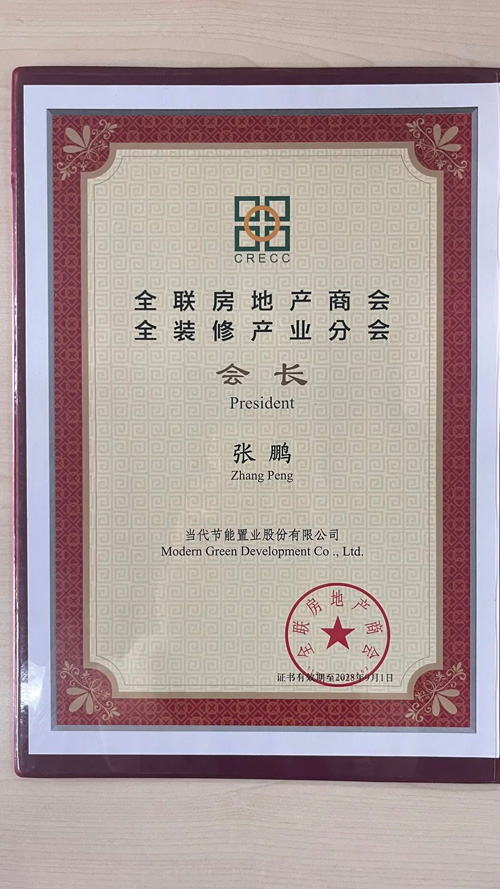 CRECC
全联房地产商会
全装修产业分会
会长
President
张鹏
Zhang Peng
当代节能置业股份有限公司
Modern Green Development Co ., Ltd.
全联房地产商会
证书有效期至2028年9月1日